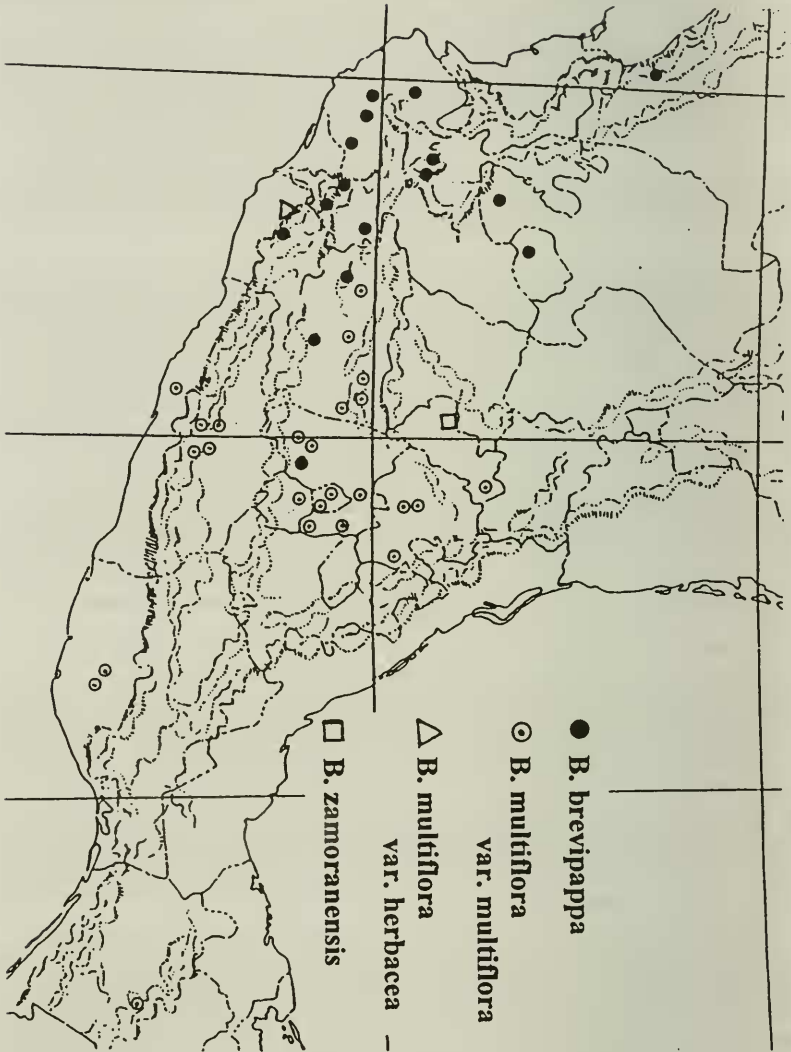 ● B. brevipappa
☉ B. multiflora
var. multiflora
△ B. multiflora
var. herbacea
□ B. zamoranensis